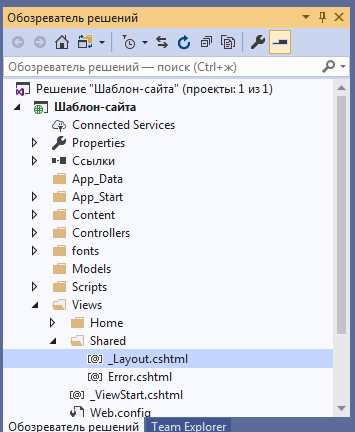 Обозреватель решений
Обозреватель решений — поиск (Ctrl+ж)
Решение "Шаблон-сайта" (проекты: 1 из 1)
Шаблон-сайта
Connected Services
Properties
Ссылки
App_Data
App_Start
Content
Controllers
fonts
Models
Scripts
Views
Home
Shared
_Layout.cshtml
Error.cshtml
_ViewStart.cshtml
Web.config
Обозреватель решений Team Explorer